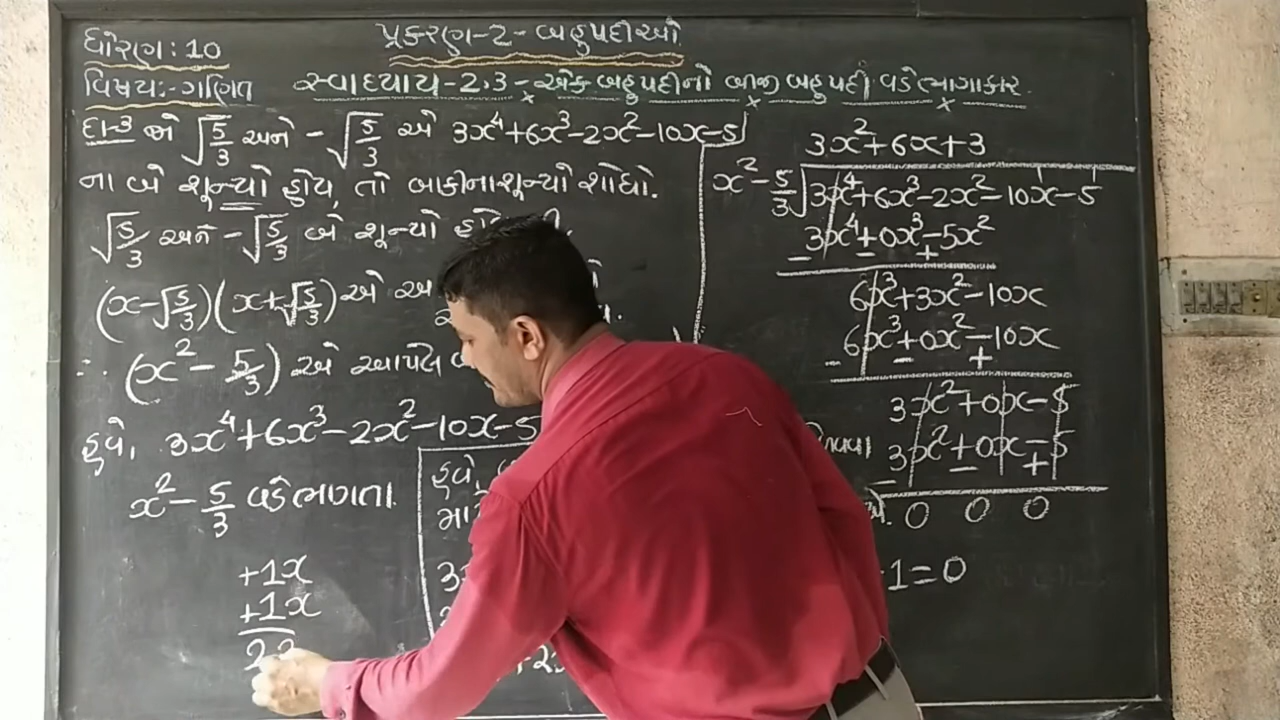 ધોરણ : 10
પ્રકરણ-2 - બહુપદીઓ
વિષય:- ગણિત
સ્વાધ્યાય-2.3 - એક બહુપદીનો બીજી બહુપદી વડે ભાગાકાર
દા-3 જો √5/3 અને -√5/3 એ 3x⁴+6x³-2x²-10x-5
ના બે શૂન્યો હોય, તો બાકીના શૂન્યો શોધો.
√5/3 અને -√5/3 બે શૂન્યો
(x-√5/3)(x+√5/3) એ
∴ (x² - 5/3) એ આપેલ
હવે, 3x⁴+6x³-2x²-10x-5
x² - 5/3 વડે ભાગતા.
+1x
+1x
2
હવે,
3x²+6x+3
x²-5/3 √3x⁴+6x³-2x²-10x-5
3x⁴+0x³-5x²
- - +
6x³+3x²-10x
6x³+0x²-10x
- - +
3x²+0x-5
3x²+0x-5
- - +
0 0 0
1=0